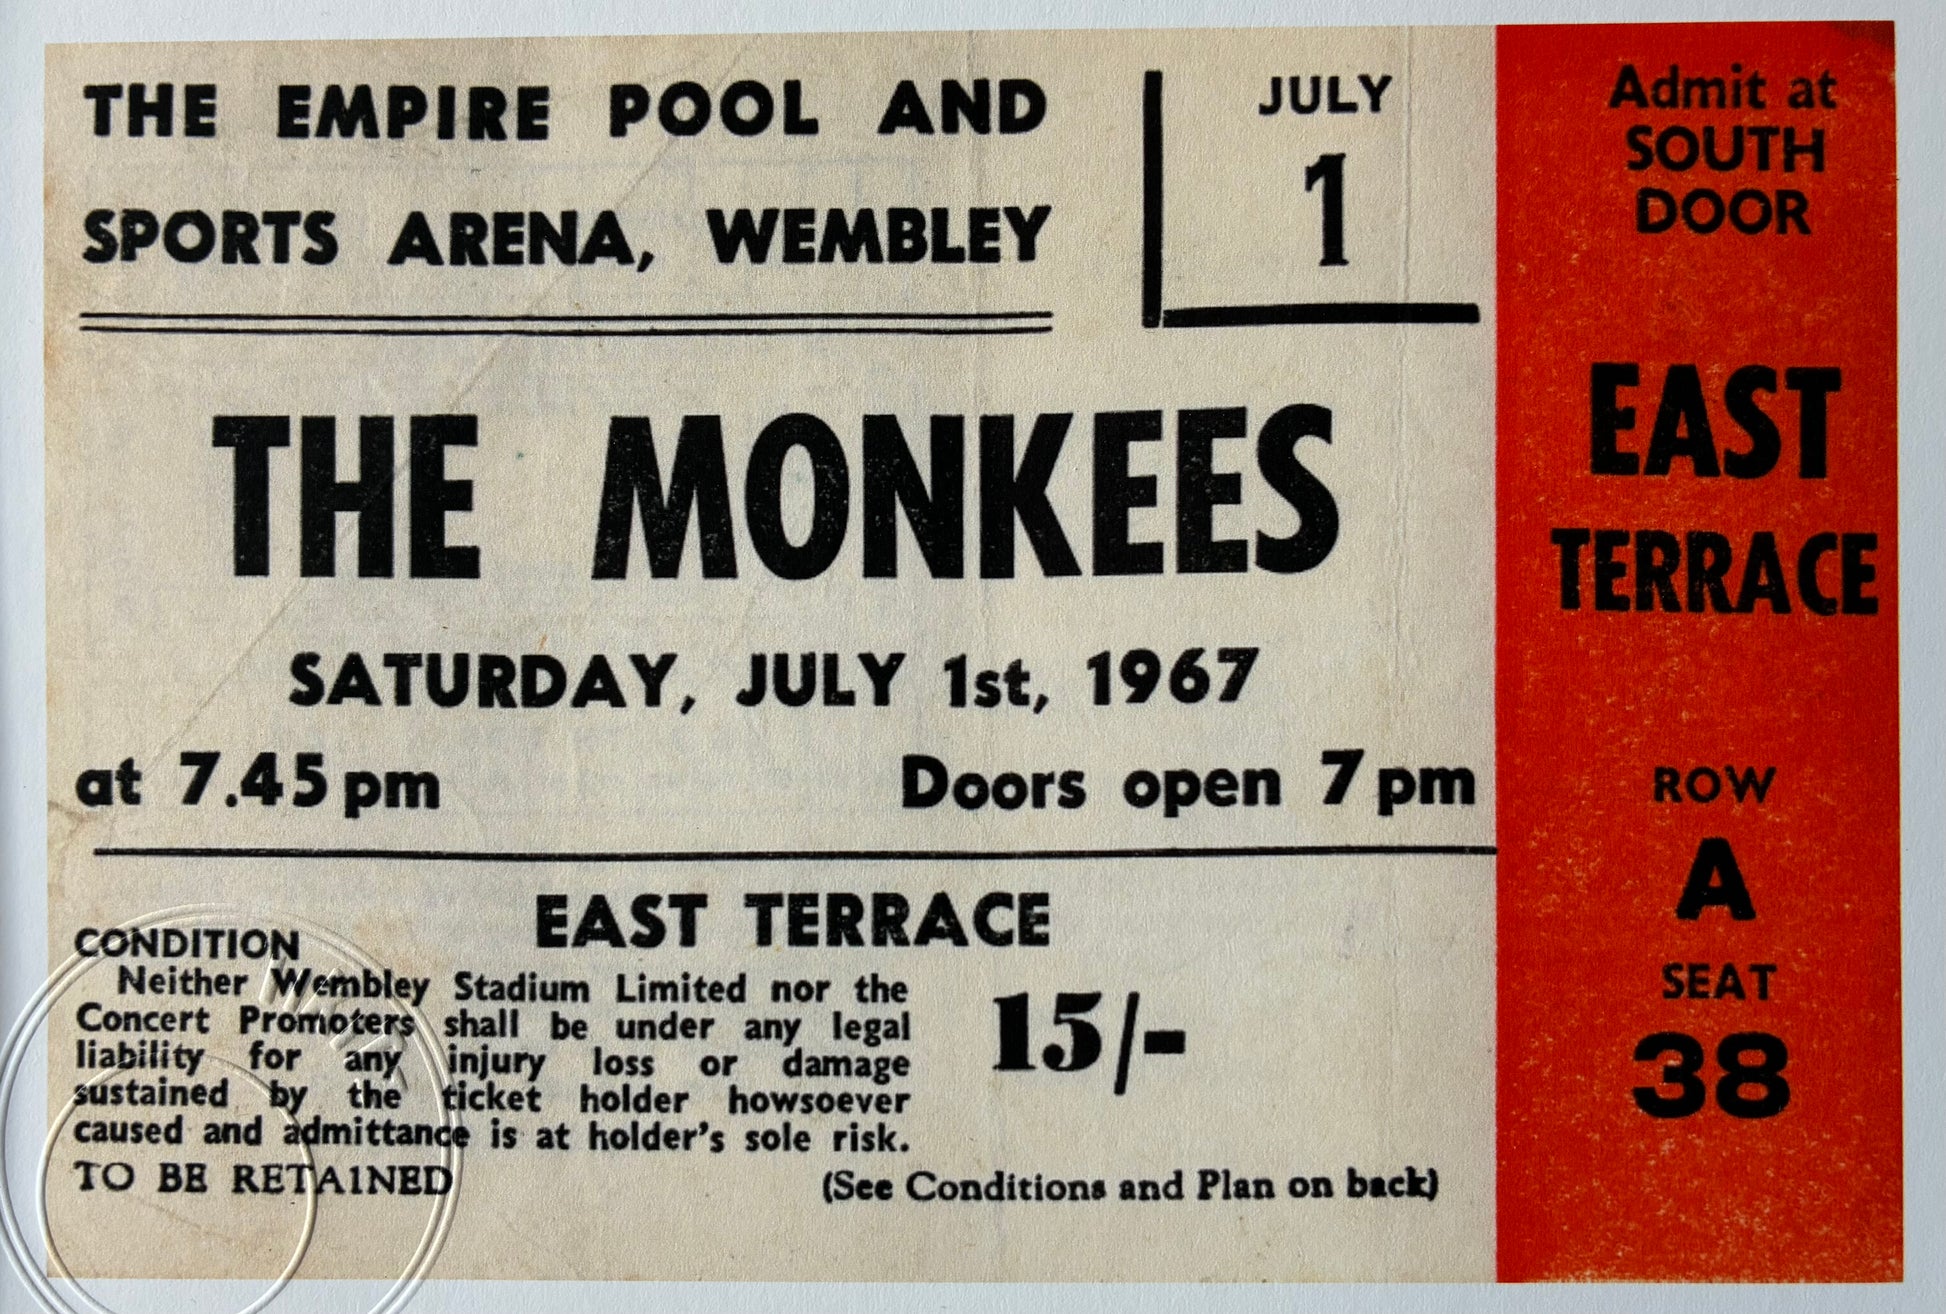 THE EMPIRE POOL AND
SPORTS ARENA, WEMBLEY
JULY
1
THE MONKEES
SATURDAY, JULY 1st, 1967
at 7.45 pm
Doors open 7 pm
EAST TERRACE
CONDITION
Neither Wembley Stadium Limited nor the
Concert Promoters shall be under any legal
liability for any injury loss or damage
sustained by the ticket holder howsoever
caused and admittance is at holder's sole risk.
TO BE RETA1NED
15/-
(See Conditions and Plan on back)
Admit at
SOUTH
DOOR
EAST
TERRACE
ROW
A
SEAT
38